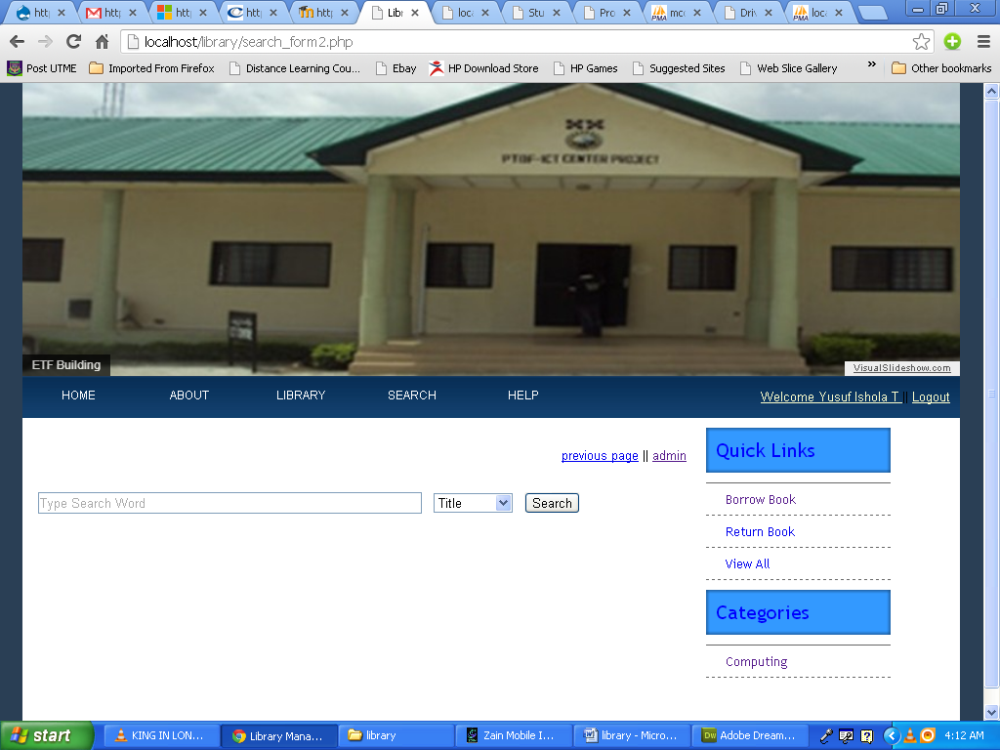 http
http
http
http
http
Libr
loca
Stu
Pro
mc
Driv
loca
localhost/library/search_form2.php
Post UTME Imported From Firefox Distance Learning Cou... Ebay HP Download Store HP Games Suggested Sites Web Slice Gallery » Other bookmarks
PTDF-ICT CENTER PROJECT
ETF Building
VisualSlideshow.com
HOME ABOUT LIBRARY SEARCH HELP Welcome Yusuf Ishola T || Logout
previous page || admin
Type Search Word Title Search
Quick Links
Borrow Book
Return Book
View All
Categories
Computing
start KING IN LON... Library Mana... library Zain Mobile I... library - Micro... Adobe Dream... 4:12 AM